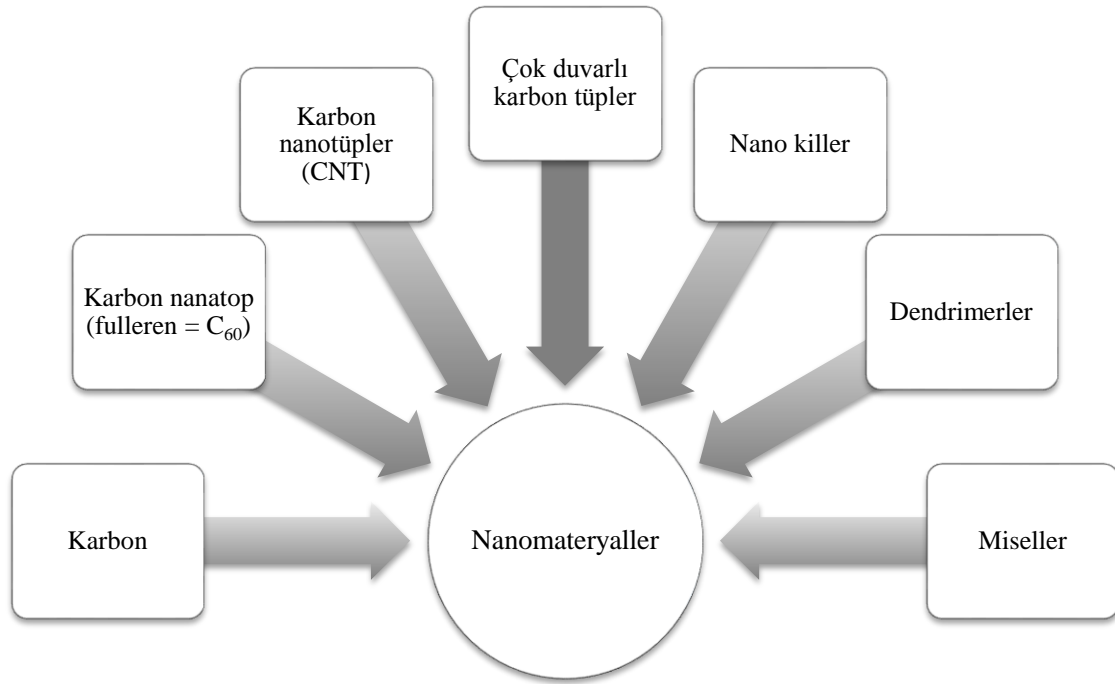 Çok duvarlı
karbon tüpler
Karbon
nanotüpler
(CNT)
Nano killer
Karbon nanatop
(fulleren = C₆₀)
Dendrimerler
Karbon
Nanomateryaller
Miseller